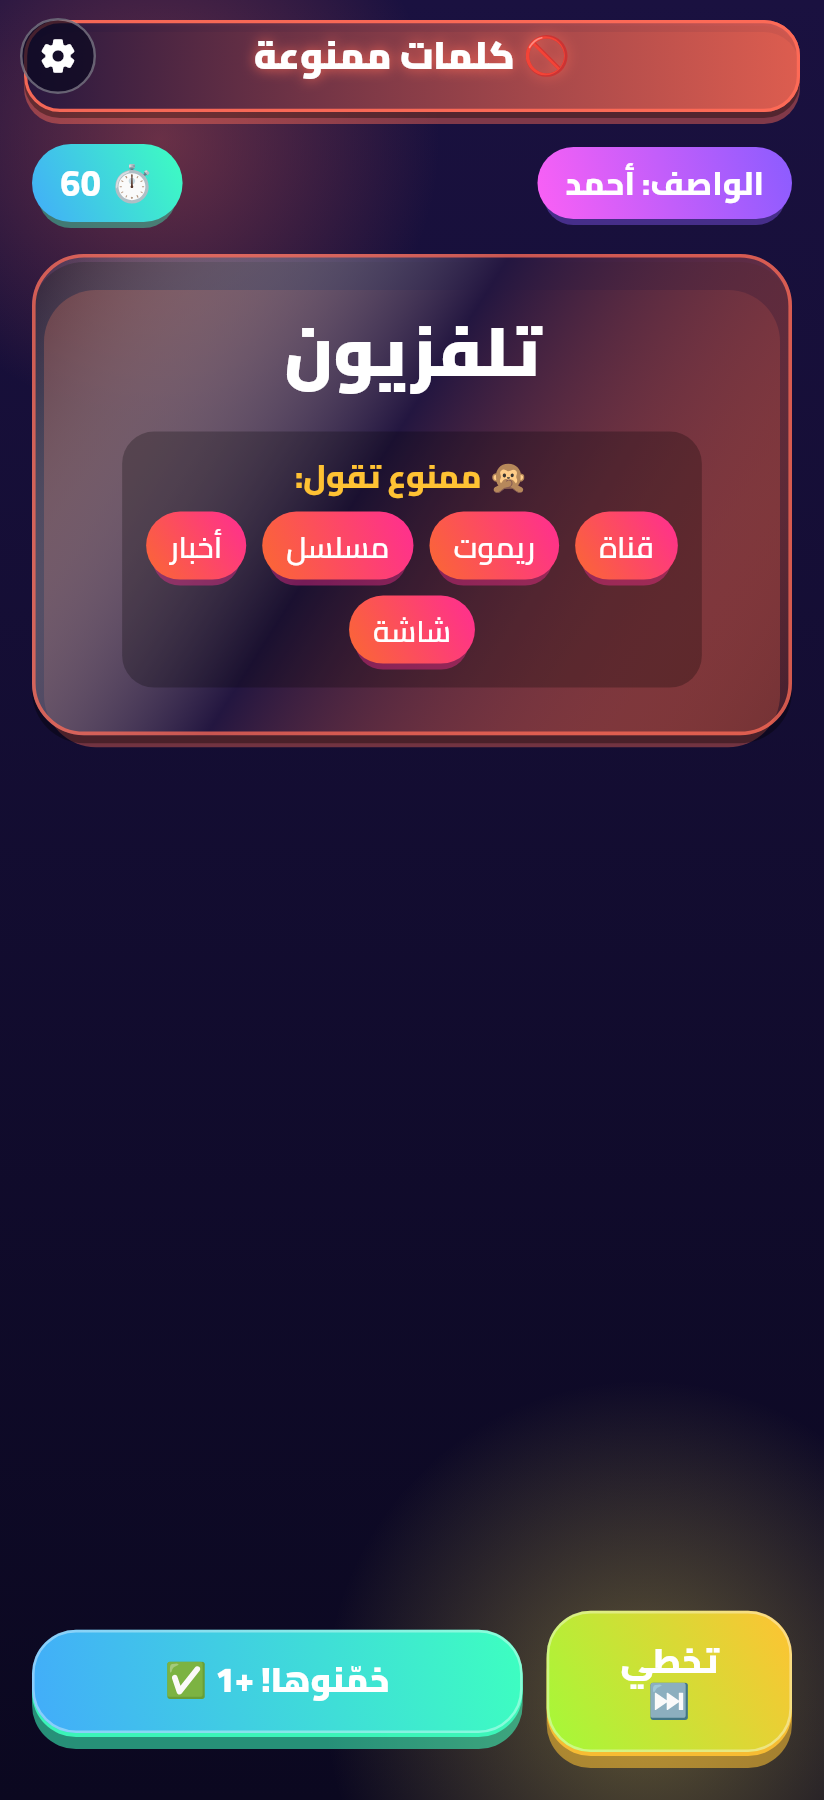 🚫 كلمات ممنوعة
الواصف: أحمد
⏱️ 60
تلفزيون
🙊 ممنوع تقول:
قناة ريموت مسلسل أخبار
شاشة
تخطي
⏭️
خمّنوها! +1 ✅